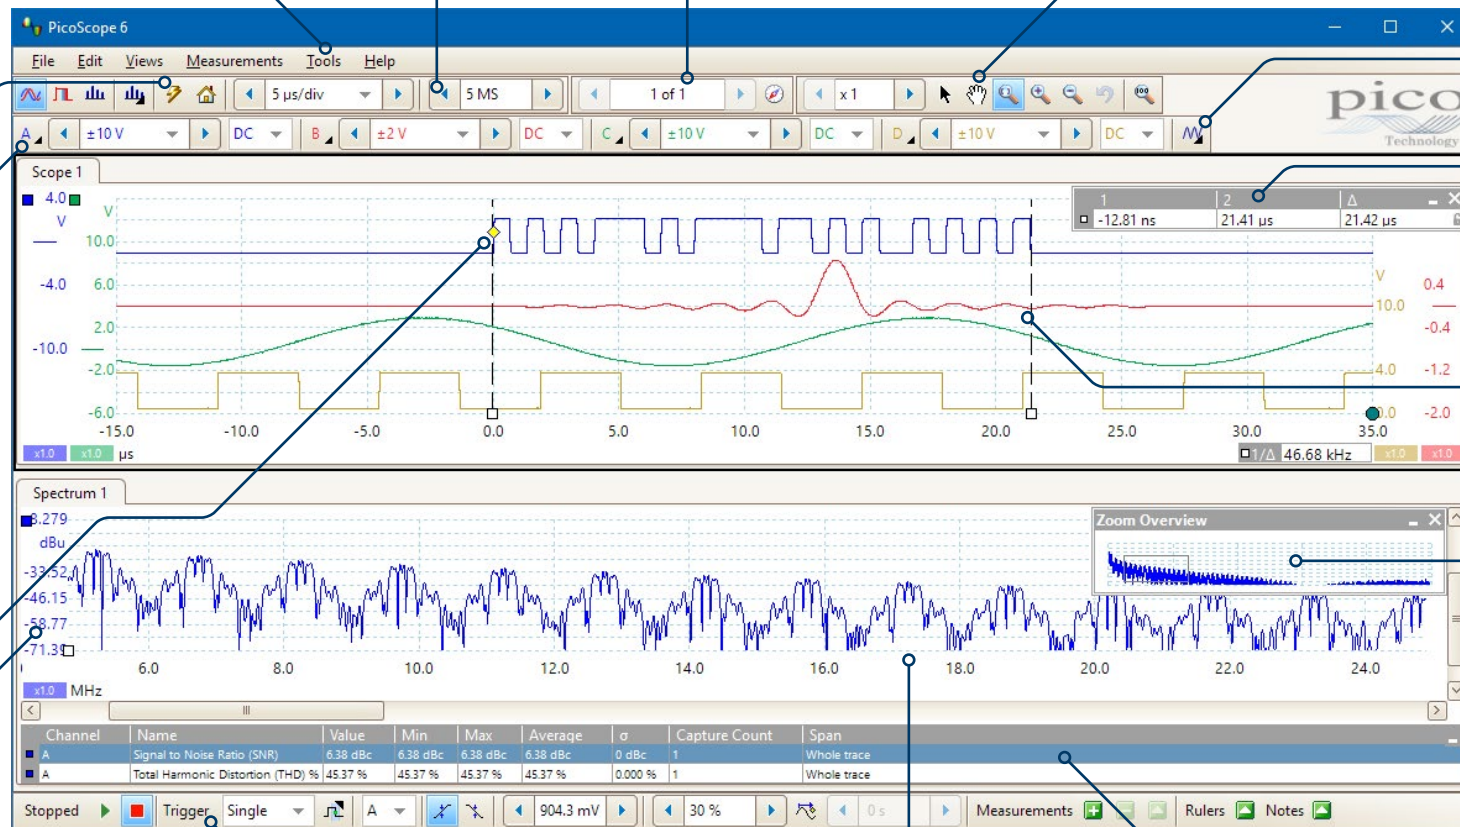 PicoScope 6
File Edit Views Measurements Tools Help
5 µs/div 5 MS 1 of 1 x 1
pico
Technology
A ±10 V DC B ±2 V DC C ±10 V DC D ±10 V DC
Scope 1
1 2 Δ
-12.81 ns 21.41 µs 21.42 µs
4.0
V V
10.0
-4.0 6.0 V 0.4
10.0
2.0 -0.4
-10.0
-2.0 4.0 -1.2
-6.0 0.0 -2.0
-15.0 -10.0 -5.0 0.0 5.0 10.0 15.0 20.0 25.0 30.0 35.0
x1.0 x1.0 µs 1/Δ 46.68 kHz x1.0 x1.0
Spectrum 1
8.279 Zoom Overview
dBu
-33.52
-46.15
-58.77
-71.39
6.0 8.0 10.0 12.0 14.0 16.0 18.0 20.0 22.0 24.0
x1.0 MHz
Channel Name Value Min Max Average σ Capture Count Span
A Signal to Noise Ratio (SNR) 6.38 dBc 6.38 dBc 6.38 dBc 6.38 dBc 0 dBc 1 Whole trace
A Total Harmonic Distortion (THD) % 45.37 % 45.37 % 45.37 % 45.37 % 0.000 % 1 Whole trace
Stopped Trigger Single A 904.3 mV 30 % 0 s Measurements Rulers Notes